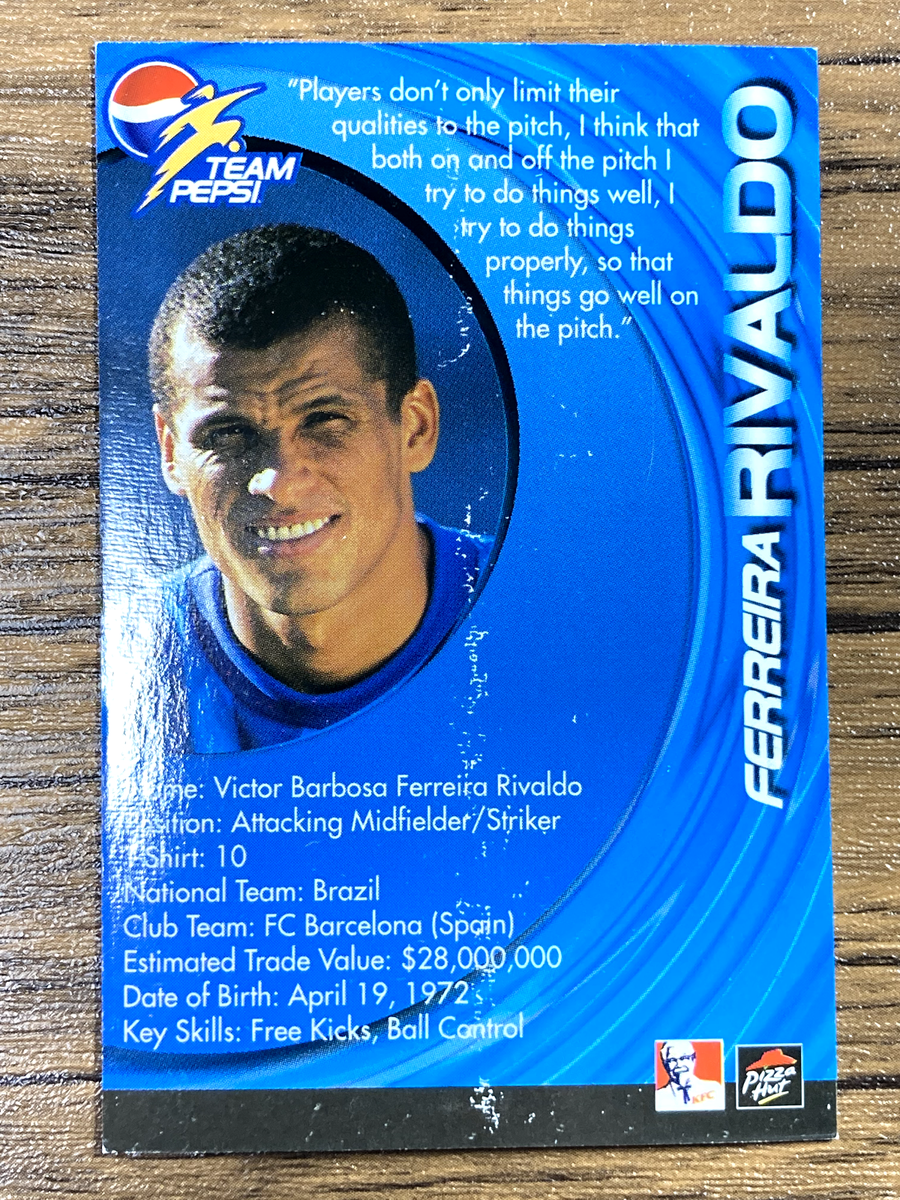 TEAM
PEPSI
"Players don't only limit their
qualities to the pitch, I think that
both on and off the pitch I
try to do things well, I
try to do things
properly, so that
things go well on
the pitch."
FERREIRA RIVALDO
Name: Victor Barbosa Ferreira Rivaldo
Position: Attacking Midfielder/Striker
T-Shirt: 10
National Team: Brazil
Club Team: FC Barcelona (Spain)
Estimated Trade Value: $28,000,000
Date of Birth: April 19, 1972
Key Skills: Free Kicks, Ball Control
KFC
Pizza
Hut